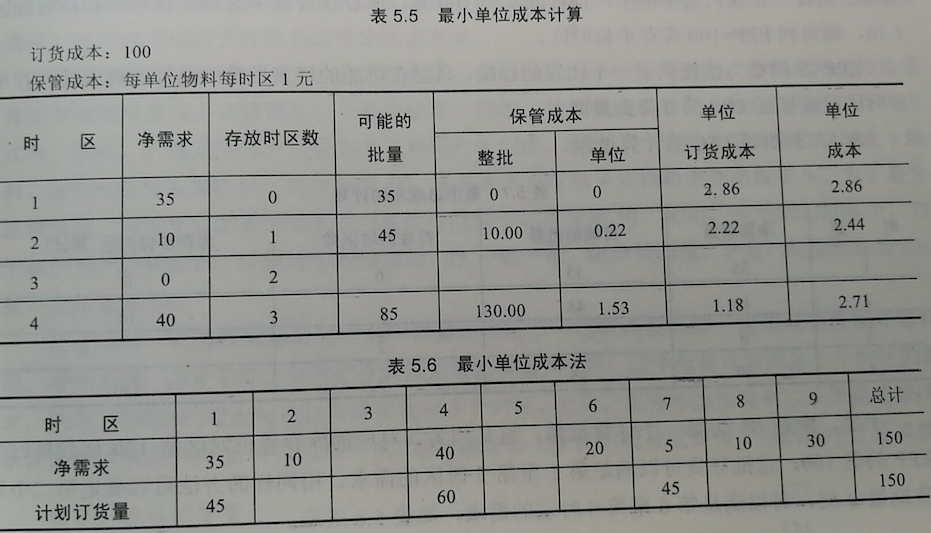 表 5.5 最小单位成本计算
订货成本：100
保管成本：每单位物料每时区 1 元
时 区 净需求 存放时区数 可能的批量 保管成本 整批 单位 单位订货成本 单位成本
1 35 0 35 0 0 2.86 2.86
2 10 1 45 10.00 0.22 2.22 2.44
3 0 2
4 40 3 85 130.00 1.53 1.18 2.71
表 5.6 最小单位成本法
时 区 1 2 3 4 5 6 7 8 9 总计
净需求 35 10 40 20 5 10 30 150
计划订货量 45 60 45 150